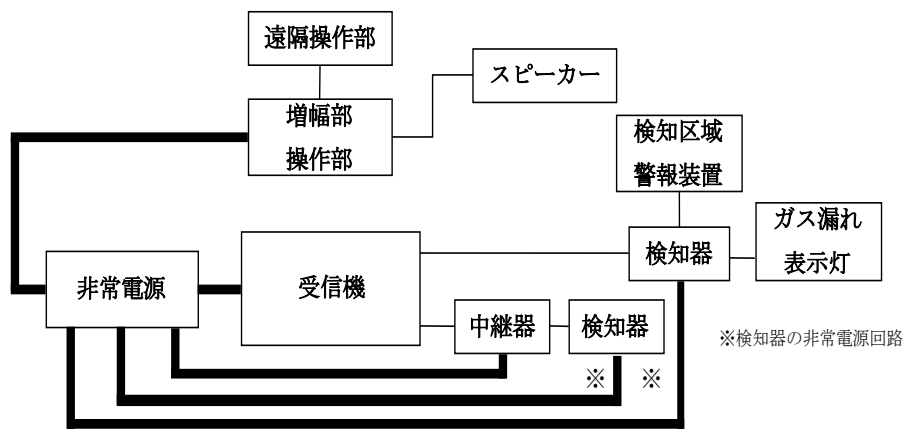 遠隔操作部
スピーカー
増幅部
操作部
検知区域
警報装置
ガス漏れ
表示灯
検知器
非常電源
受信機
中継器
検知器
※検知器の非常電源回路
※
※